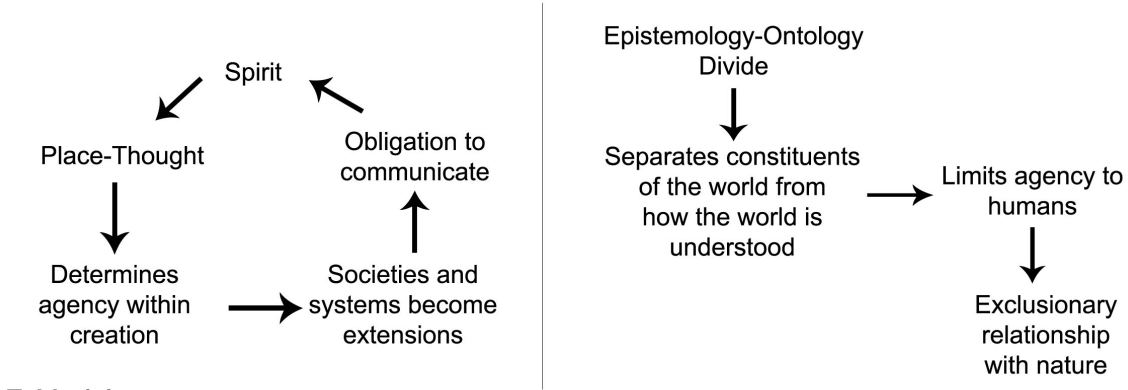 Spirit
Place-Thought
Determines
agency within
creation
Societies and
systems become
extensions
Obligation to
communicate
Epistemology-Ontology
Divide
Separates constituents
of the world from
how the world is
understood
Limits agency to
humans
Exclusionary
relationship
with nature